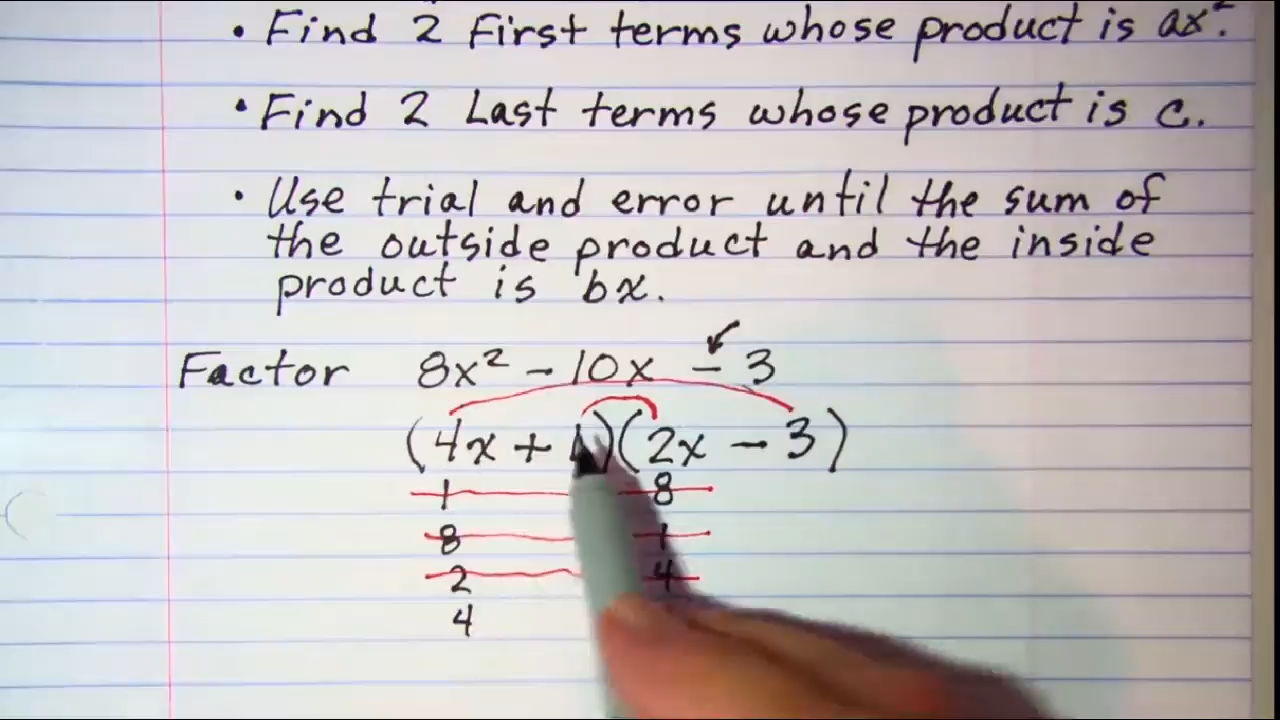 • Find 2 First terms whose product is ax².
• Find 2 Last terms whose product is c.
• Use trial and error until the sum of
the outside product and the inside
product is bx.
Factor 8x² - 10x - 3
(4x + 1)(2x - 3)
1 8
8 1
2 4
4